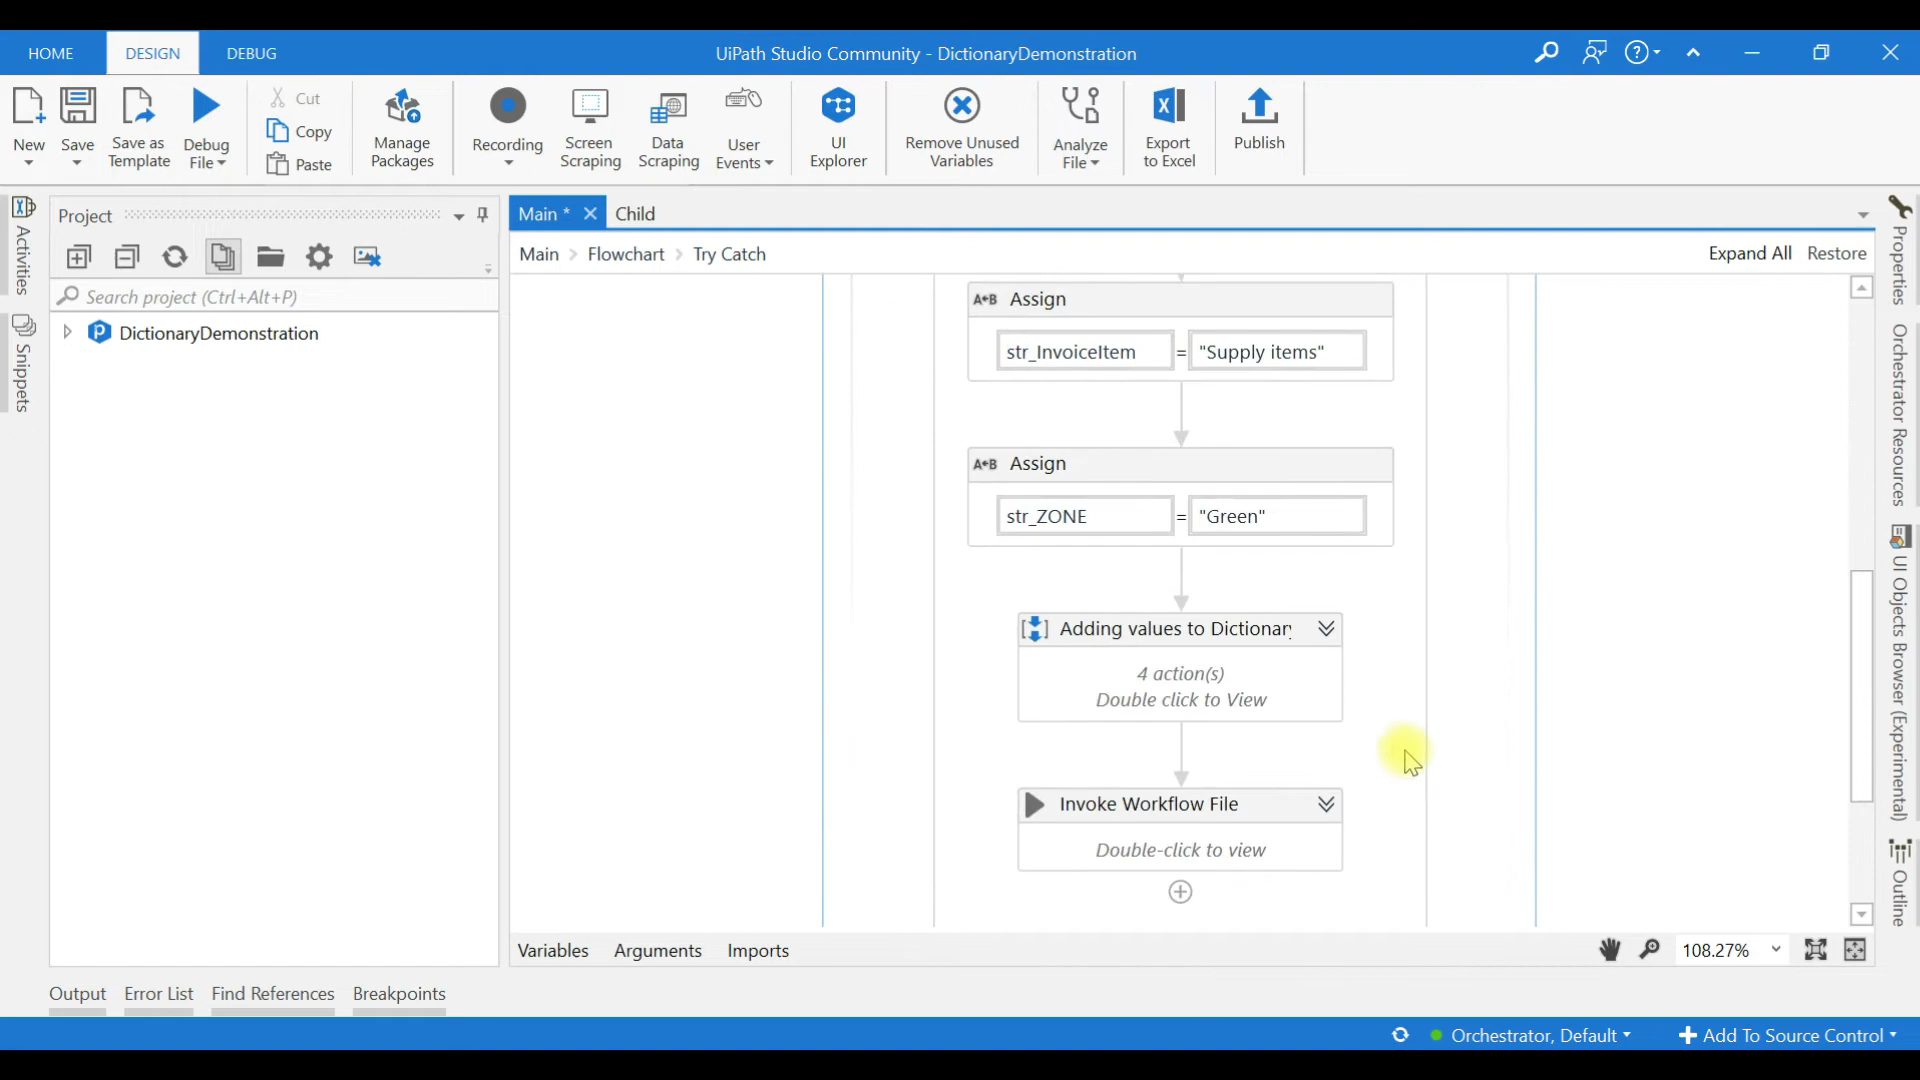 HOME
DESIGN
DEBUG
UiPath Studio Community - DictionaryDemonstration
New
Save
Save as Template
Debug File
Cut
Copy
Paste
Manage Packages
Recording
Screen Scraping
Data Scraping
User Events
UI Explorer
Remove Unused Variables
Analyze File
Export to Excel
Publish
Activities
Snippets
Project
Search project (Ctrl+Alt+P)
DictionaryDemonstration
Main *
Child
Main
Flowchart
Try Catch
Expand All
Restore
A←B Assign
str_InvoiceItem = "Supply items"
A←B Assign
str_ZONE = "Green"
Adding values to Dictionary
4 action(s)
Double click to View
Invoke Workflow File
Double-click to view
Variables
Arguments
Imports
108.27%
Properties
Orchestrator Resources
UI Objects Browser (Experimental)
Outline
Output
Error List
Find References
Breakpoints
Orchestrator, Default
Add To Source Control